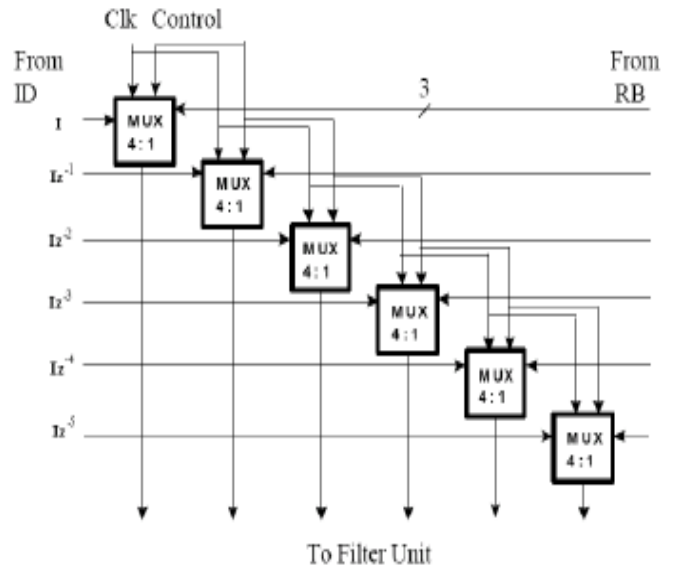 Clk Control
From ID
From RB
3
I
MUX 4:1
Iz-1
MUX 4:1
Iz-2
MUX 4:1
Iz-3
MUX 4:1
Iz-4
MUX 4:1
Iz-5
MUX 4:1
To Filter Unit